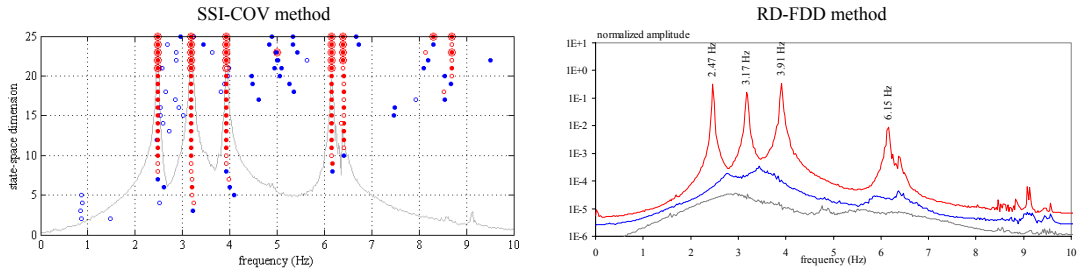 SSI-COV method
RD-FDD method
state-space dimension
25
20
15
10
5
0
0 1 2 3 4 5 6 7 8 9 10
frequency (Hz)
normalized amplitude
1E+1
1E+0
1E-1
1E-2
1E-3
1E-4
1E-5
1E-6
2.47 Hz
3.17 Hz
3.91 Hz
6.15 Hz
0 1 2 3 4 5 6 7 8 9 10
frequency (Hz)